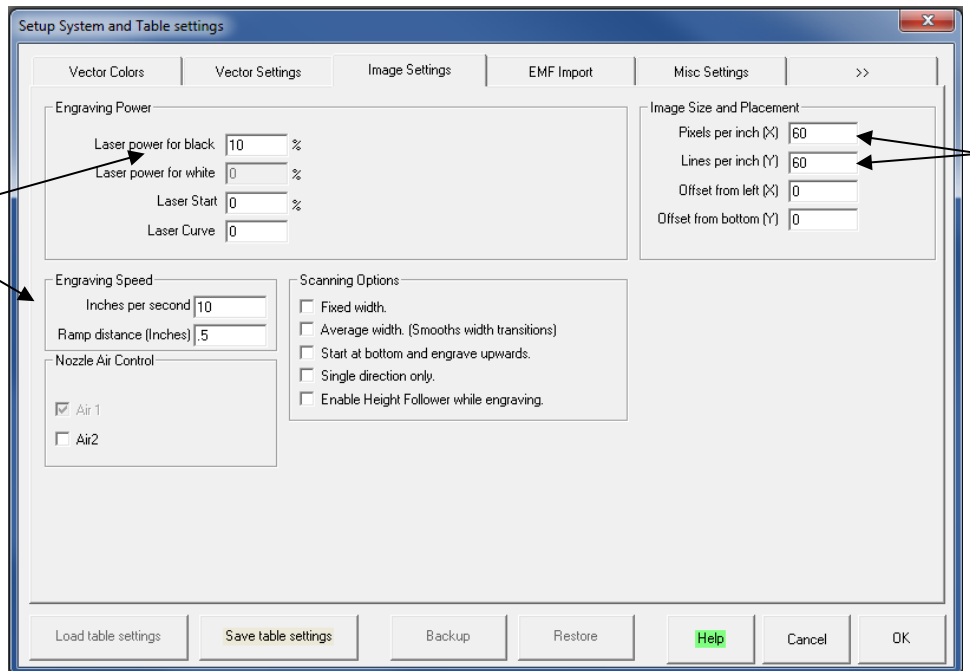 Setup System and Table settings
Vector Colors Vector Settings Image Settings EMF Import Misc Settings >>
Engraving Power
Laser power for black 10 %
Laser power for white 0 %
Laser Start 0 %
Laser Curve 0
Image Size and Placement
Pixels per inch (X) 60
Lines per inch (Y) 60
Offset from left (X) 0
Offset from bottom (Y) 0
Engraving Speed
Inches per second 10
Ramp distance (Inches) .5
Scanning Options
Fixed width.
Average width. (Smooths width transitions)
Start at bottom and engrave upwards.
Single direction only.
Enable Height Follower while engraving.
Nozzle Air Control
Air 1
Air2
Load table settings Save table settings Backup Restore Help Cancel OK